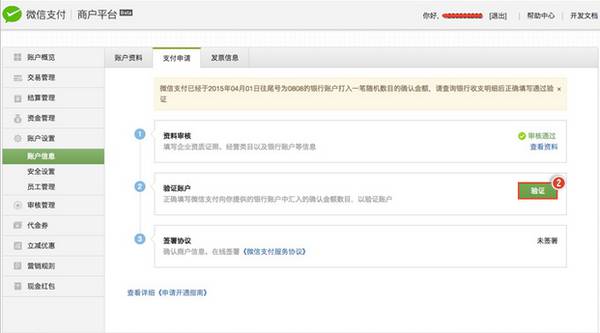 微信支付 | 商户平台 Beta
你好, [退出] | 帮助中心 | 开发文档
账户概览
交易管理
结算管理
资金管理
账户设置
账户信息
安全设置
员工管理
审核管理
代金券
立减优惠
营销规则
现金红包
账户资料 支付申请 发票信息
微信支付已经于2015年04月01日往尾号为0808的银行账户打入一笔随机数目的确认金额，请查询银行收支明细后正确填写通过验
证
1 资料审核 审核通过
填写企业资质证照、经营类目以及银行账户等信息 查看资料
2 验证账户 验证 2
正确填写微信支付向你提供的银行账户中汇入的确认金额数目，以验证账户
3 签署协议 未签署
确认商户信息、在线签署《微信支付服务协议》
查看详细《申请开通指南》